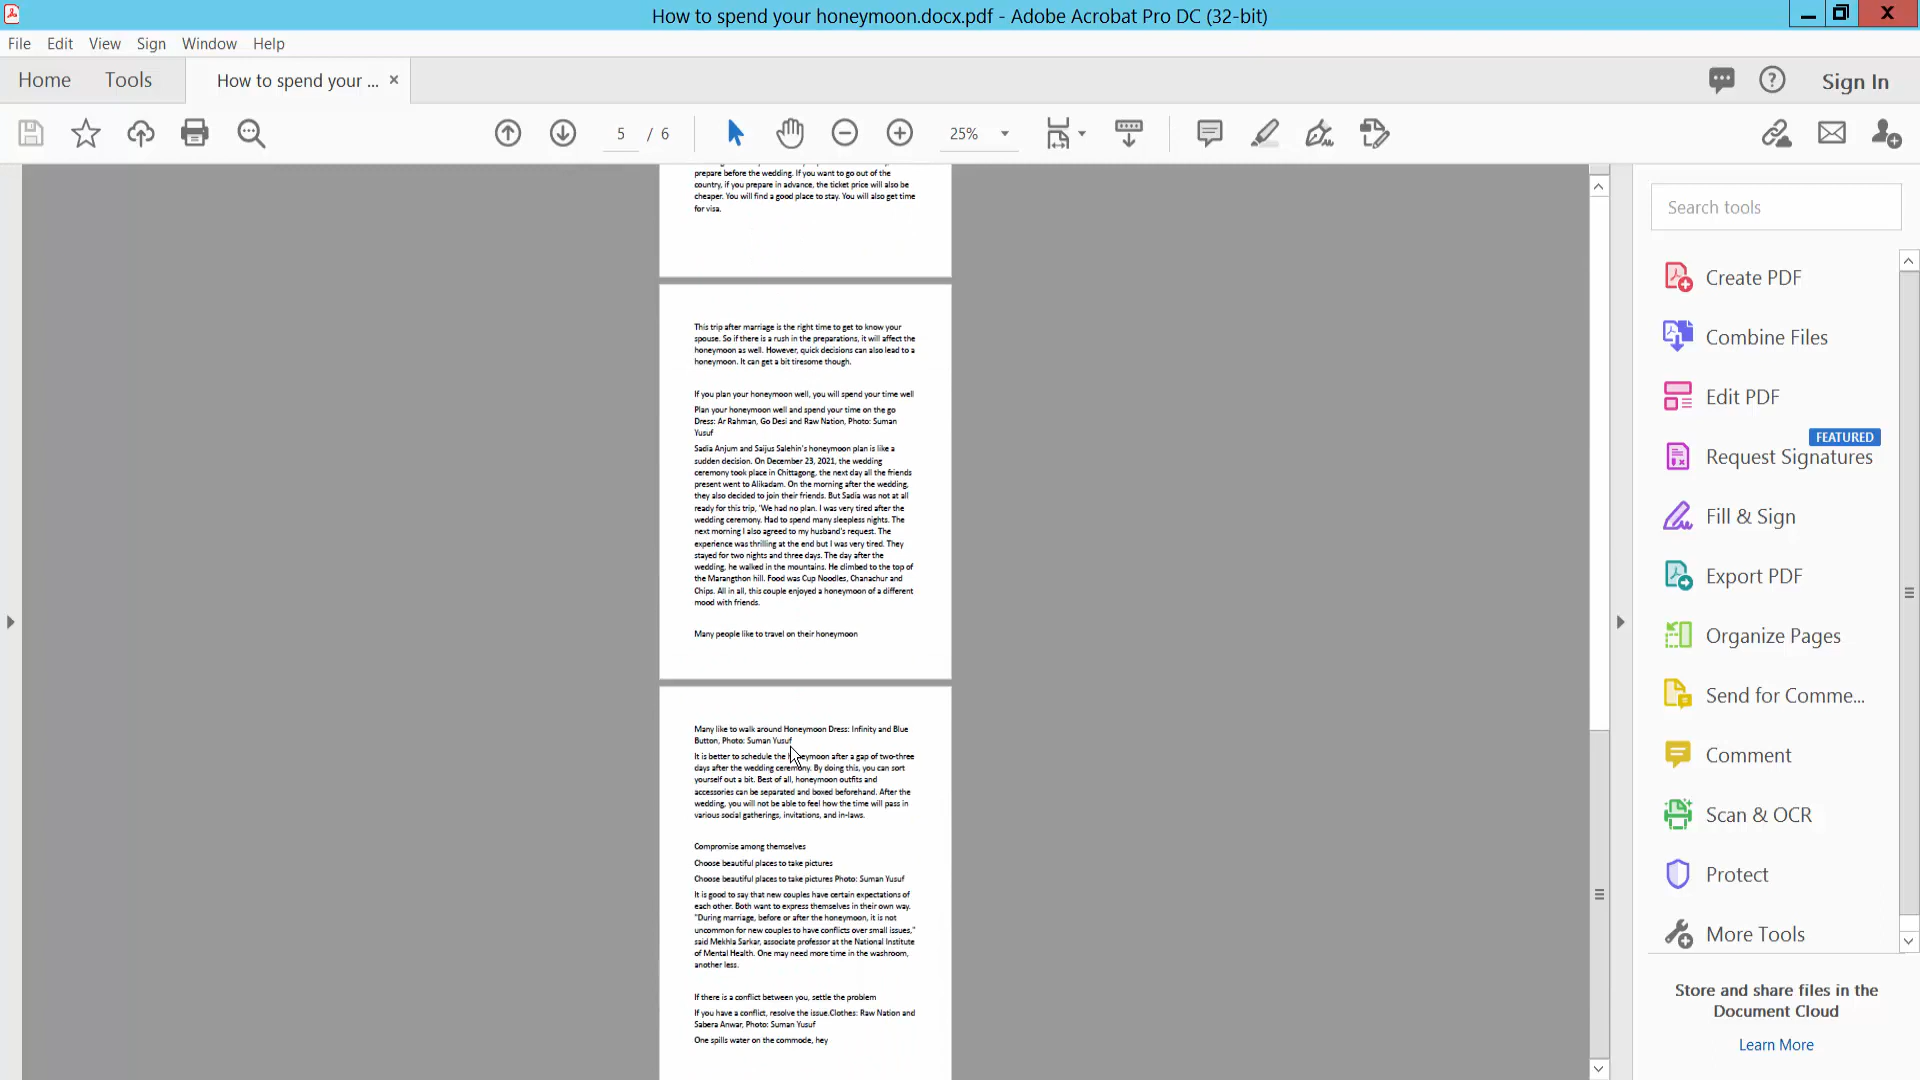 How to spend your honeymoon.docx.pdf - Adobe Acrobat Pro DC (32-bit)
File Edit View Sign Window Help
Home Tools How to spend your ... × Sign In
5 / 6 25%
prepare before the wedding. If you want to go out of the
country, if you prepare in advance, the ticket price will also be
cheaper. You will find a good place to stay. You will also get time
for visa.
This trip after marriage is the right time to get to know your
spouse. So if there is a rush in the preparations, it will affect the
honeymoon as well. However, quick decisions can also lead to a
honeymoon. It can get a bit tiresome though.
If you plan your honeymoon well, you will spend your time well
Plan your honeymoon well and spend your time on the go
Dress: Ar Rahman, Go Desi and Raw Nation, Photo: Suman
Yusuf
Sadia Anjum and Saijus Salehin's honeymoon plan is like a
sudden decision. On December 23, 2021, the wedding
ceremony took place in Chittagong, the next day all the friends
present went to Alikadam. On the morning after the wedding,
they also decided to join their friends. But Sadia was not at all
ready for this trip, 'We had no plan. I was very tired after the
wedding ceremony. Had to spend many sleepless nights. The
next morning I also agreed to my husband's request. The
experience was thrilling at the end but I was very tired. They
stayed for two nights and three days. The day after the
wedding, he walked in the mountains. He climbed to the top of
the Marangthon hill. Food was Cup Noodles, Chanachur and
Chips. All in all, this couple enjoyed a honeymoon of a different
mood with friends.
Many people like to travel on their honeymoon
Many like to walk around Honeymoon Dress: Infinity and Blue
Button, Photo: Suman Yusuf
It is better to schedule the honeymoon after a gap of two-three
days after the wedding ceremony. By doing this, you can sort
yourself out a bit. Best of all, honeymoon outfits and
accessories can be separated and boxed beforehand. After the
wedding, you will not be able to feel how the time will pass in
various social gatherings, invitations, and in-laws.
Compromise among themselves
Choose beautiful places to take pictures
Choose beautiful places to take pictures Photo: Suman Yusuf
It is good to say that new couples have certain expectations of
each other. Both want to express themselves in their own way.
"During marriage, before or after the honeymoon, it is not
uncommon for new couples to have conflicts over small issues,"
said Mekhla Sarkar, associate professor at the National Institute
of Mental Health. One may need more time in the washroom,
another less.
If there is a conflict between you, settle the problem
If you have a conflict, resolve the issue.Clothes: Raw Nation and
Sabera Anwar, Photo: Suman Yusuf
One spills water on the commode, hey
Search tools
Create PDF
Combine Files
Edit PDF
FEATURED
Request Signatures
Fill & Sign
Export PDF
Organize Pages
Send for Comme...
Comment
Scan & OCR
Protect
More Tools
Store and share files in the
Document Cloud
Learn More